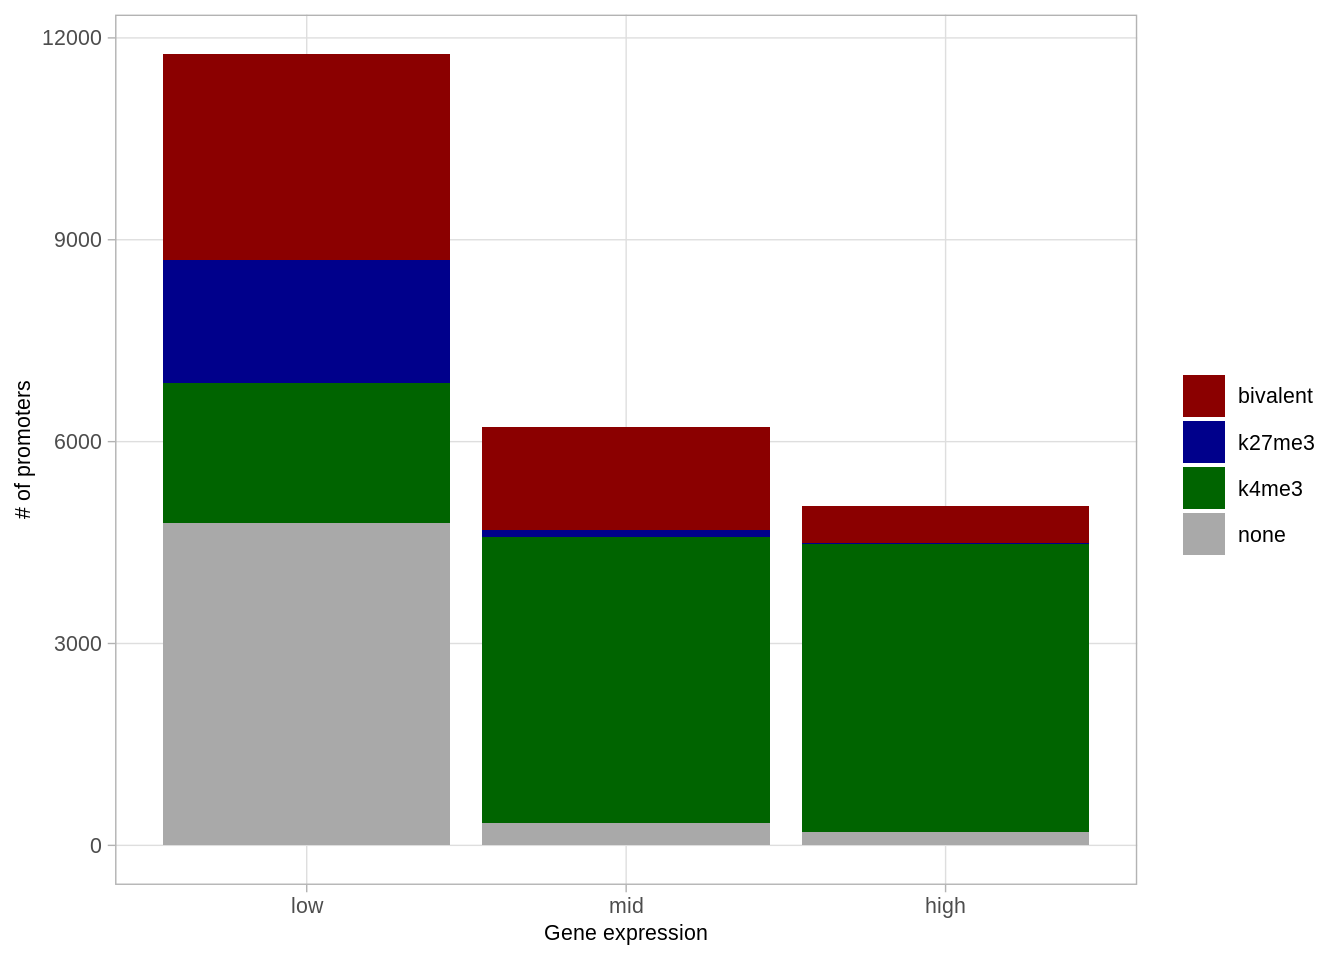 12000
9000
6000
3000
0
# of promoters
low mid high
Gene expression
bivalent
k27me3
k4me3
none